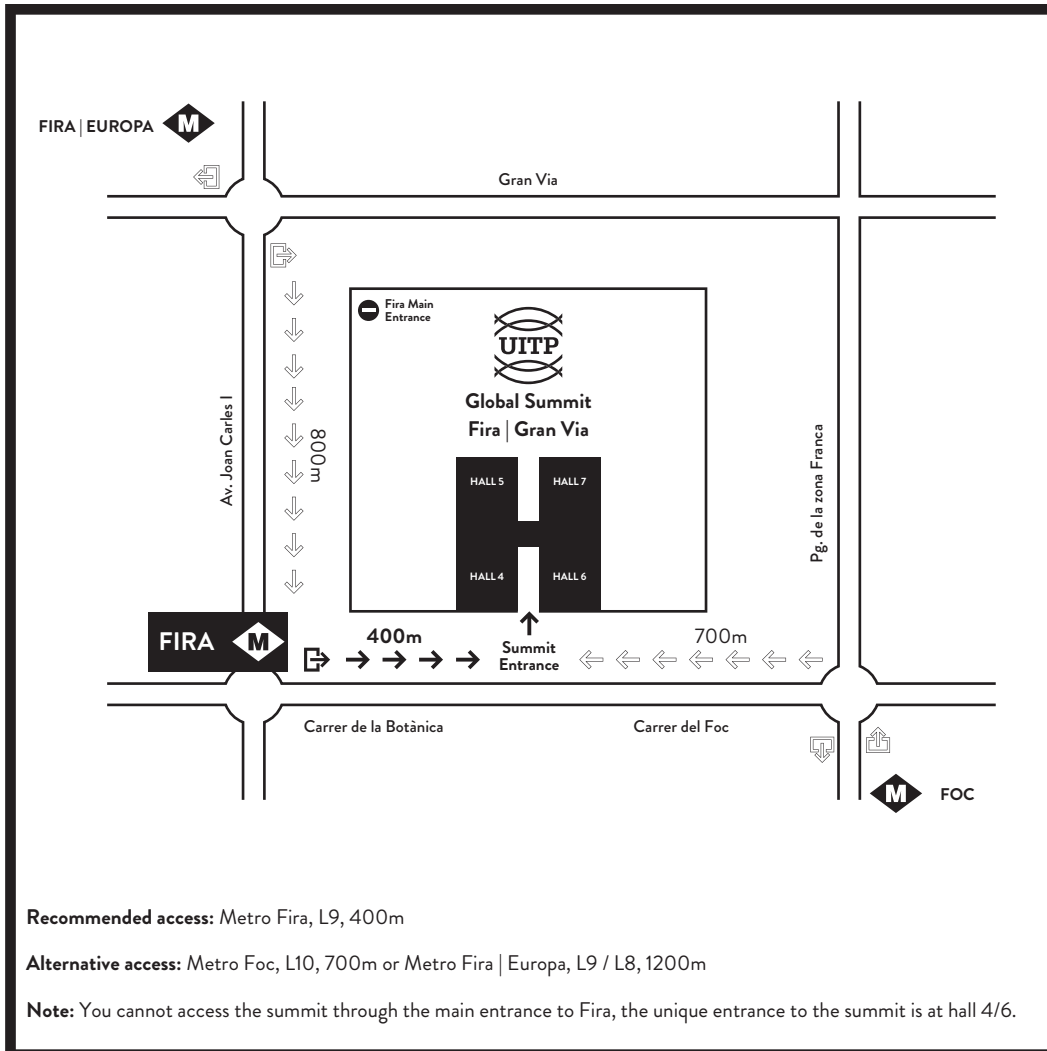 FIRA | EUROPA M
Gran Via
Fira Main
Entrance
UITP
Global Summit
Fira | Gran Via
Av. Joan Carles I
800m
Pg. de la zona Franca
HALL 5
HALL 7
HALL 4
HALL 6
FIRA M
400m
Summit
Entrance
700m
Carrer de la Botànica
Carrer del Foc
M FOC
Recommended access: Metro Fira, L9, 400m
Alternative access: Metro Foc, L10, 700m or Metro Fira | Europa, L9 / L8, 1200m
Note: You cannot access the summit through the main entrance to Fira, the unique entrance to the summit is at hall 4/6.